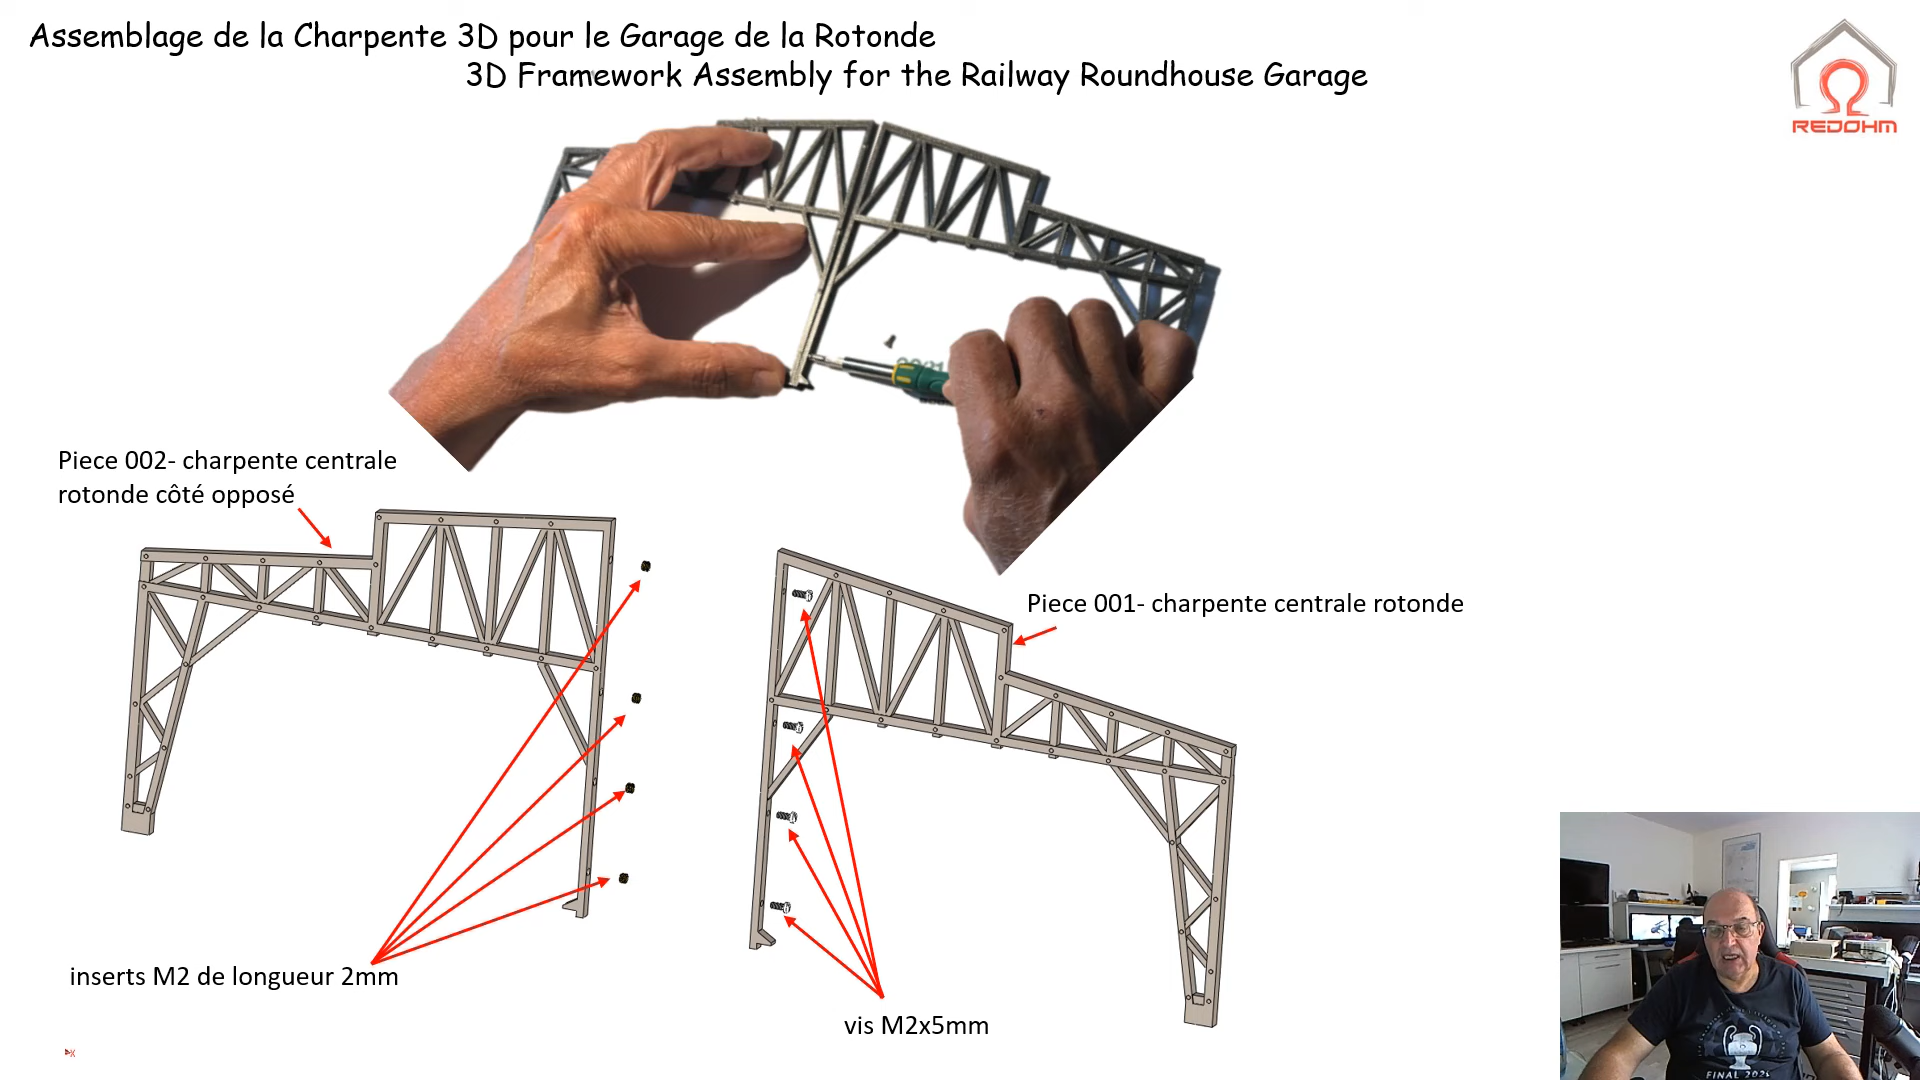 Assemblage de la Charpente 3D pour le Garage de la Rotonde
3D Framework Assembly for the Railway Roundhouse Garage
REDOHM
Piece 002- charpente centrale
rotonde côté opposé
Piece 001- charpente centrale rotonde
inserts M2 de longueur 2mm
vis M2x5mm